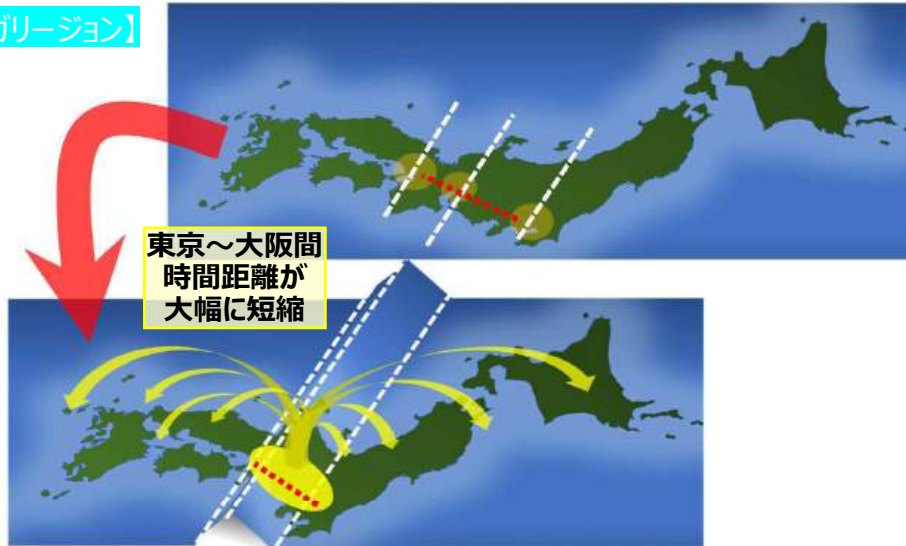 ガリージョン】
東京～大阪間
時間距離が
大幅に短縮